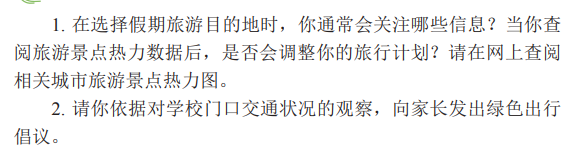 1. 在选择假期旅游目的地时，你通常会关注哪些信息？当你查
阅旅游景点热力数据后，是否会调整你的旅行计划？请在网上查阅
相关城市旅游景点热力图。
2. 请你依据对学校门口交通状况的观察，向家长发出绿色出行
倡议。